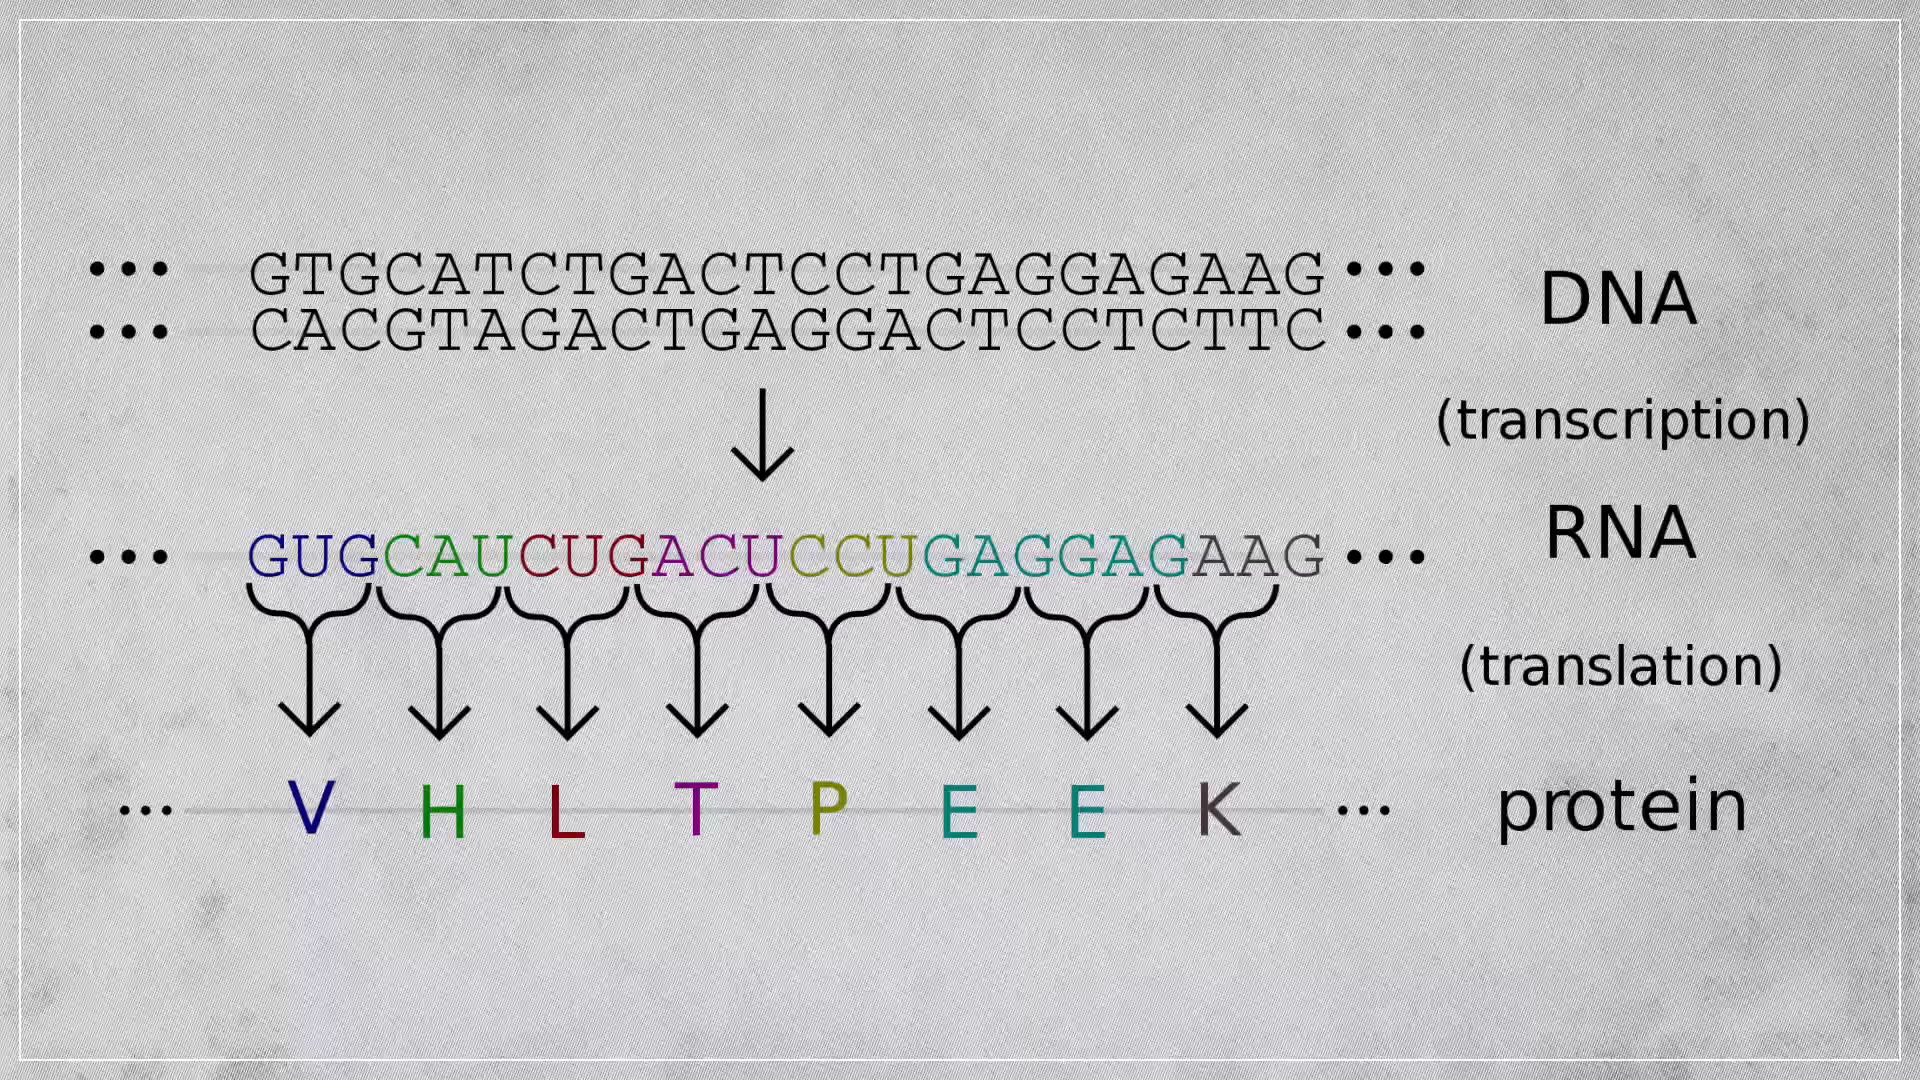 ... GTGCATCTGACTCCTGAGGAGAAG ... DNA
... CACGTAGACTGAGGACTCCTCTTC ...
(transcription)
... GUGCAUCUGACUCCUGAGGAGAAG ... RNA
(translation)
... V H L T P E E K ... protein